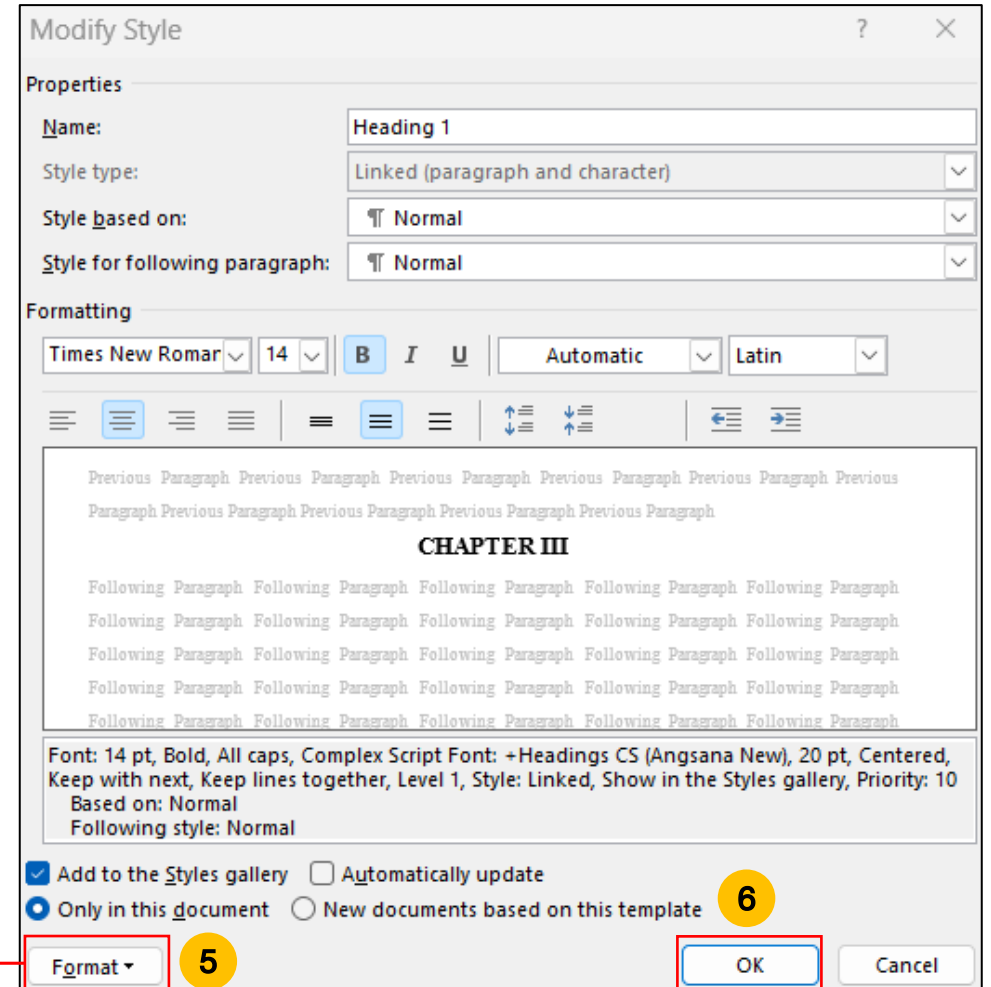 Modify Style ? ×
Properties
Name: Heading 1
Style type: Linked (paragraph and character)
Style based on: ¶ Normal
Style for following paragraph: ¶ Normal
Formatting
Times New Roman 14 B I U Automatic Latin
Previous Paragraph Previous Paragraph Previous Paragraph Previous Paragraph Previous Paragraph Previous
Paragraph Previous Paragraph Previous Paragraph Previous Paragraph Previous Paragraph
CHAPTER III
Following Paragraph Following Paragraph Following Paragraph Following Paragraph Following Paragraph
Following Paragraph Following Paragraph Following Paragraph Following Paragraph Following Paragraph
Following Paragraph Following Paragraph Following Paragraph Following Paragraph Following Paragraph
Following Paragraph Following Paragraph Following Paragraph Following Paragraph Following Paragraph
Following Paragraph Following Paragraph Following Paragraph Following Paragraph Following Paragraph
Font: 14 pt, Bold, All caps, Complex Script Font: +Headings CS (Angsana New), 20 pt, Centered,
Keep with next, Keep lines together, Level 1, Style: Linked, Show in the Styles gallery, Priority: 10
Based on: Normal
Following style: Normal
Add to the Styles gallery Automatically update
Only in this document New documents based on this template 6
Format 5 OK Cancel